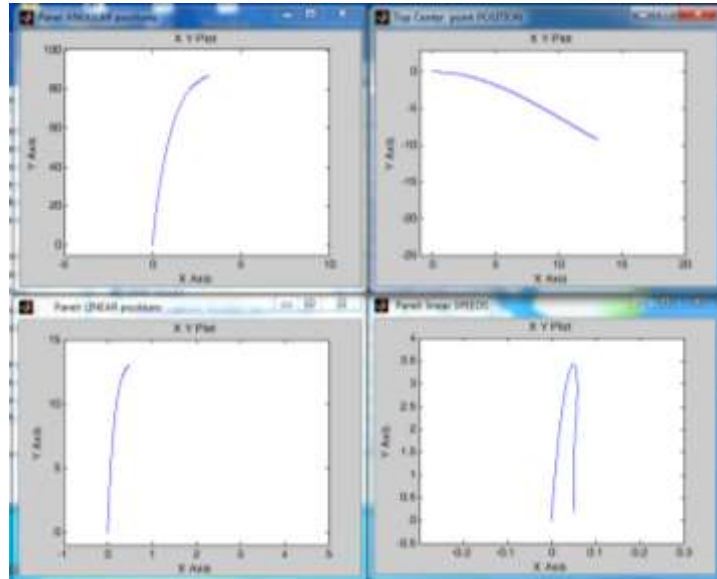 Panel ANGULAR positions
X Y Plot
100
80
60
40
20
0
Y Axis
-5 0 5 10
X Axis
Top Center point POSITION
X Y Plot
0
-5
-10
-15
-20
-25
Y Axis
0 5 10 15 20
X Axis
Panel LINEAR positions
X Y Plot
15
10
5
0
Y Axis
-1 0 1 2 3 4 5
X Axis
Panel linear SPEEDS
X Y Plot
4
3.5
3
2.5
2
1.5
1
0.5
0
-0.5
Y Axis
-0.2 -0.1 0 0.1 0.2 0.3
X Axis